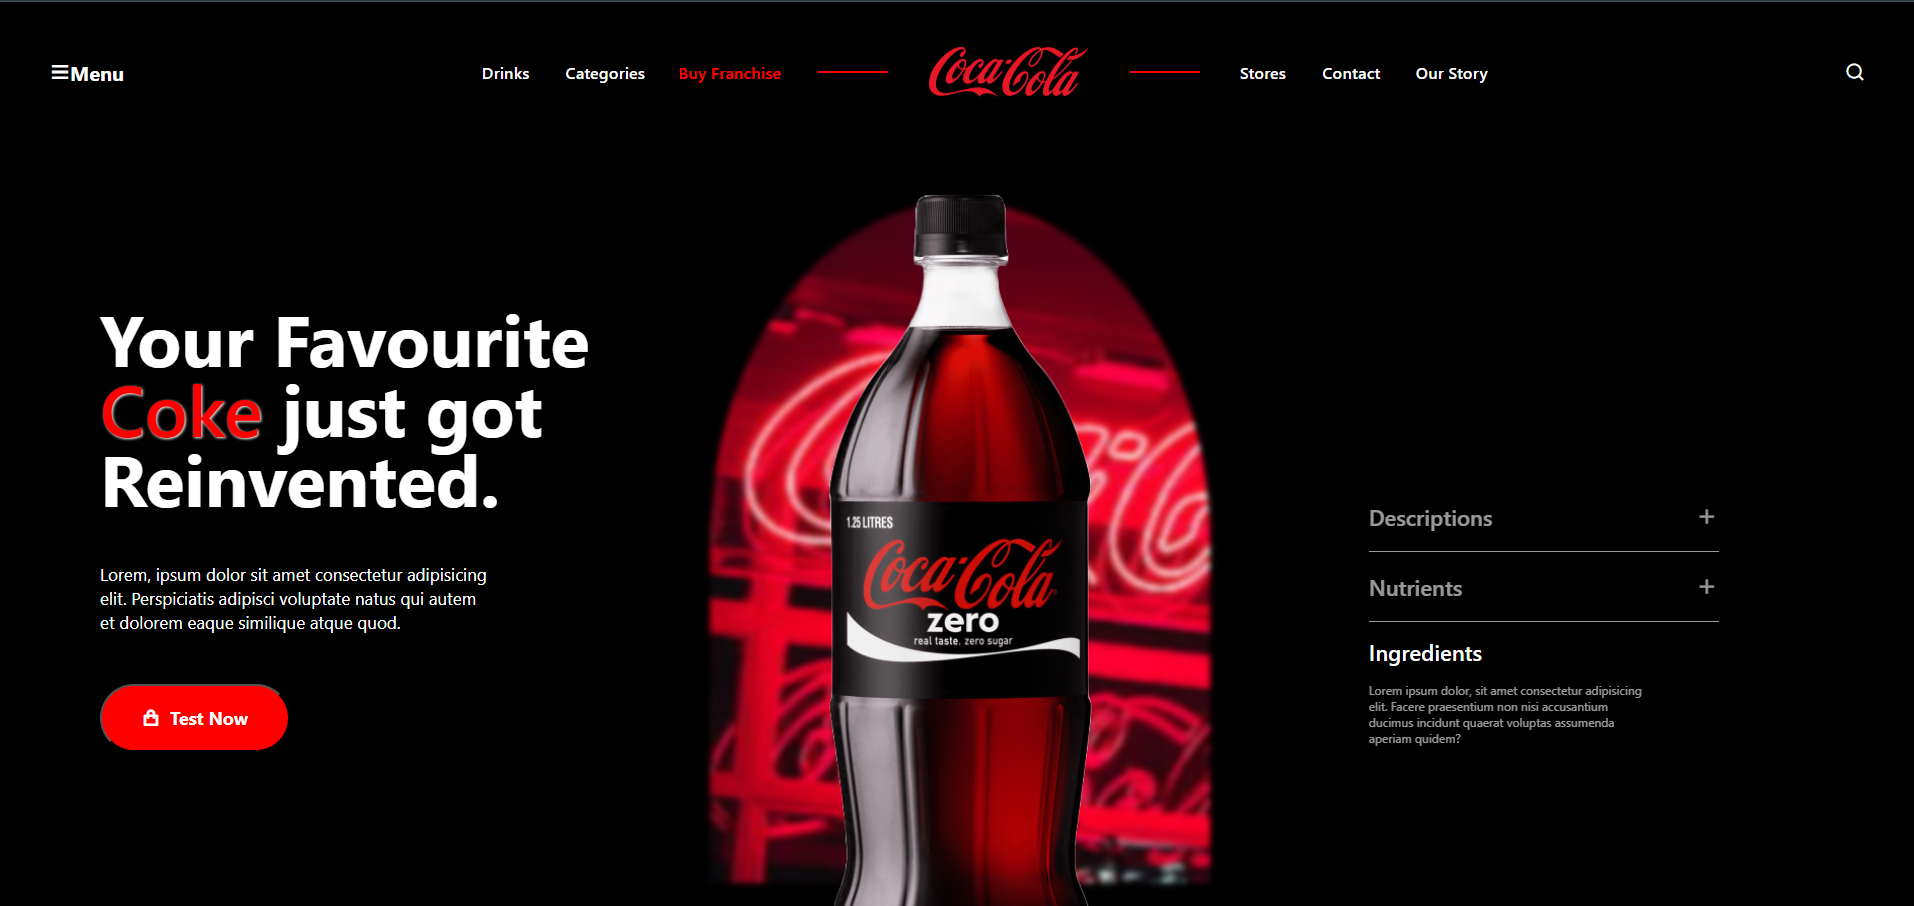 Menu
Drinks
Categories
Buy Franchise
Coca-Cola
Stores
Contact
Our Story
Your Favourite
Coke just got
Reinvented.
Lorem, ipsum dolor sit amet consectetur adipisicing
elit. Perspiciatis adipisci voluptate natus qui autem
et dolorem eaque similique atque quod.
Test Now
1.25 LITRES
Coca-Cola
zero
real taste. zero sugar
Descriptions
Nutrients
Ingredients
Lorem ipsum dolor, sit amet consectetur adipisicing
elit. Facere praesentium non nisi accusantium
ducimus incidunt quaerat voluptas assumenda
aperiam quidem?